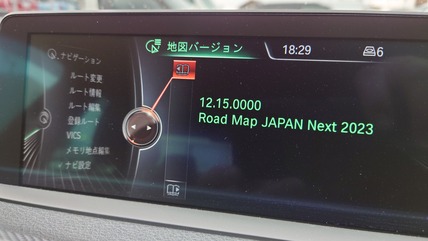 地図バージョン
18:29
6
ナビゲーション
ルート変更
ルート情報
ルート編集
登録ルート
VICS
メモリ地点編集
ナビ設定
12.15.0000
Road Map JAPAN Next 2023